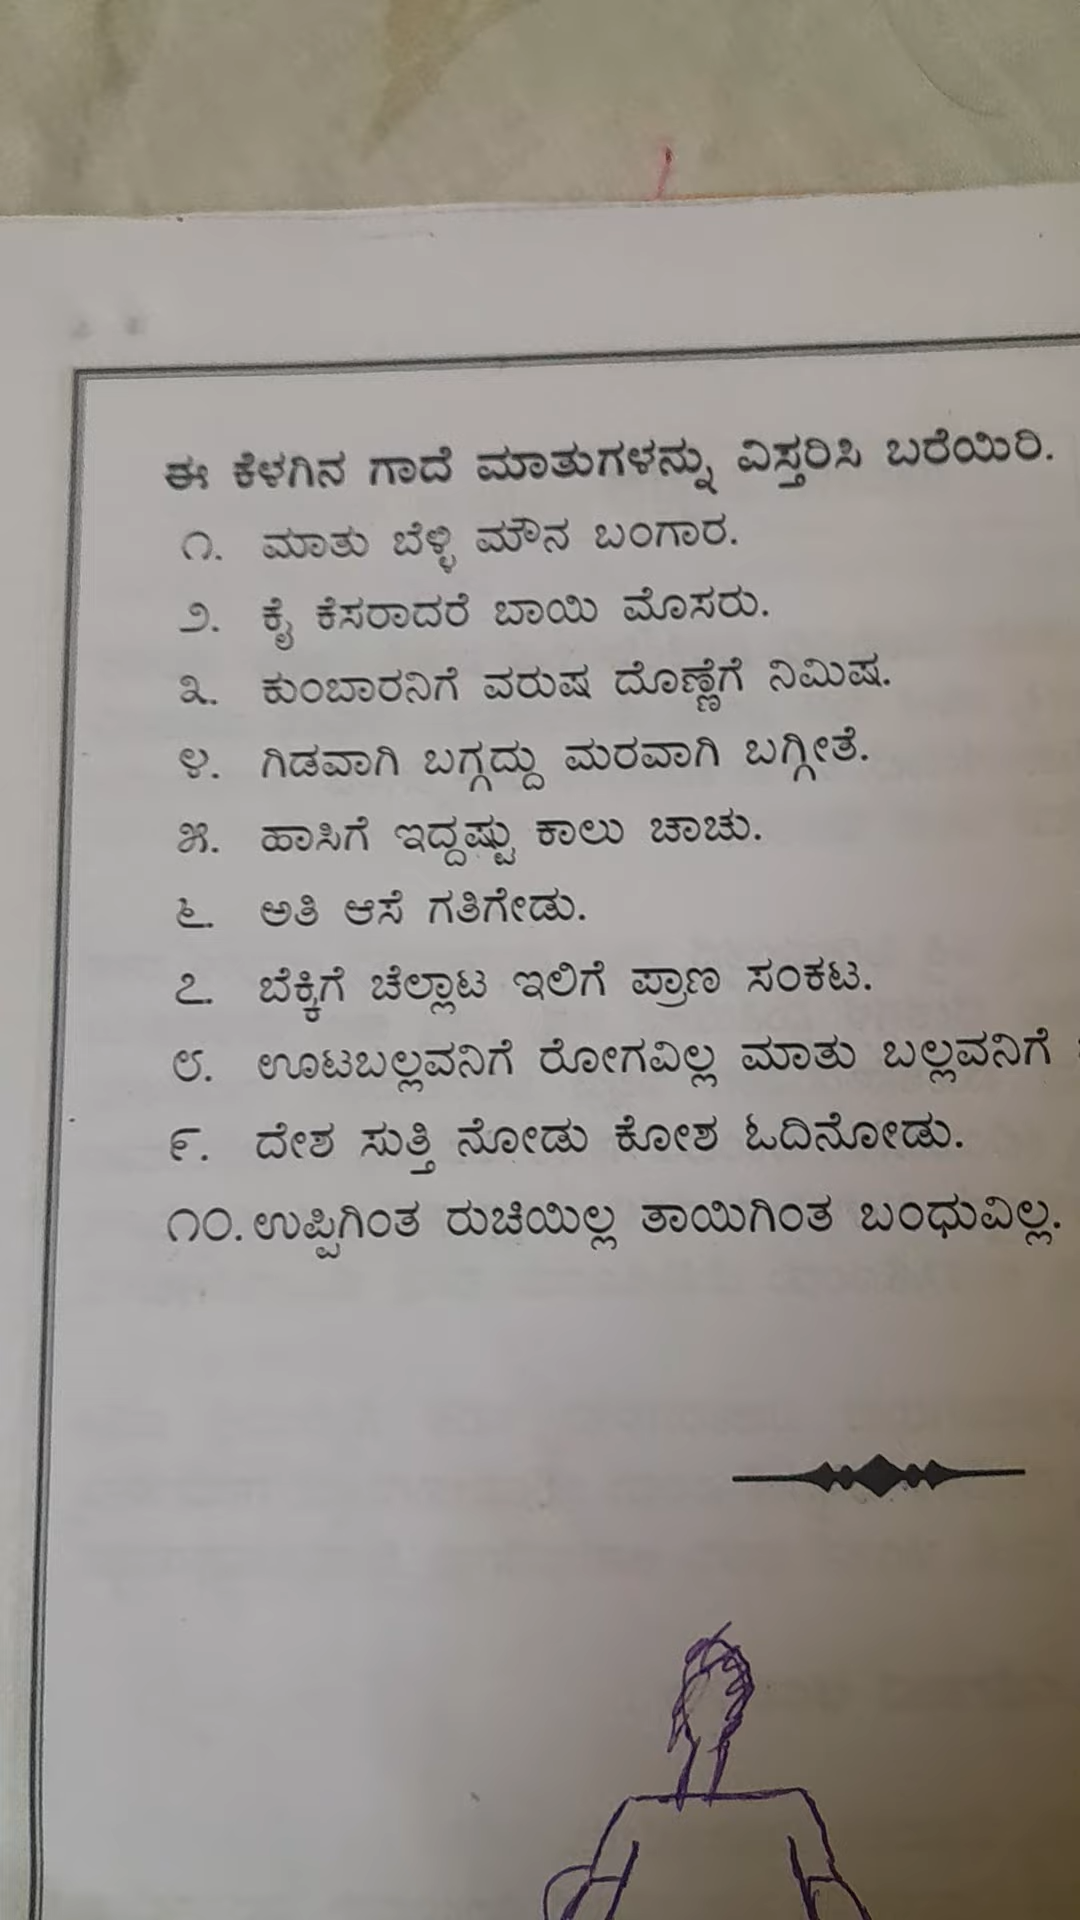 ಈ ಕೆಳಗಿನ ಗಾದೆ ಮಾತುಗಳನ್ನು ವಿಸ್ತರಿಸಿ ಬರೆಯಿರಿ.
೧. ಮಾತು ಬೆಳ್ಳಿ ಮೌನ ಬಂಗಾರ.
೨. ಕೈ ಕೆಸರಾದರೆ ಬಾಯಿ ಮೊಸರು.
೩. ಕುಂಬಾರನಿಗೆ ವರುಷ ದೊಣ್ಣೆಗೆ ನಿಮಿಷ.
೪. ಗಿಡವಾಗಿ ಬಗ್ಗದ್ದು ಮರವಾಗಿ ಬಗ್ಗೀತೆ.
೫. ಹಾಸಿಗೆ ಇದ್ದಷ್ಟು ಕಾಲು ಚಾಚು.
೬. ಅತಿ ಆಸೆ ಗತಿಗೇಡು.
೭. ಬೆಕ್ಕಿಗೆ ಚೆಲ್ಲಾಟ ಇಲಿಗೆ ಪ್ರಾಣ ಸಂಕಟ.
೮. ಊಟಬಲ್ಲವನಿಗೆ ರೋಗವಿಲ್ಲ ಮಾತು ಬಲ್ಲವನಿಗೆ
೯. ದೇಶ ಸುತ್ತಿ ನೋಡು ಕೋಶ ಓದಿನೋಡು.
೧೦. ಉಪ್ಪಿಗಿಂತ ರುಚಿಯಿಲ್ಲ ತಾಯಿಗಿಂತ ಬಂಧುವಿಲ್ಲ.